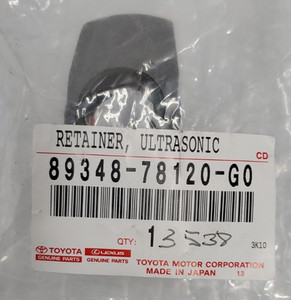 RETAINER, ULTRASONIC
CD
89348-78120-G0
QTY: 13538
3K10
TOYOTA LEXUS
GENUINE PARTS GENUINE PARTS
TOYOTA MOTOR CORPORATION
MADE IN JAPAN 13